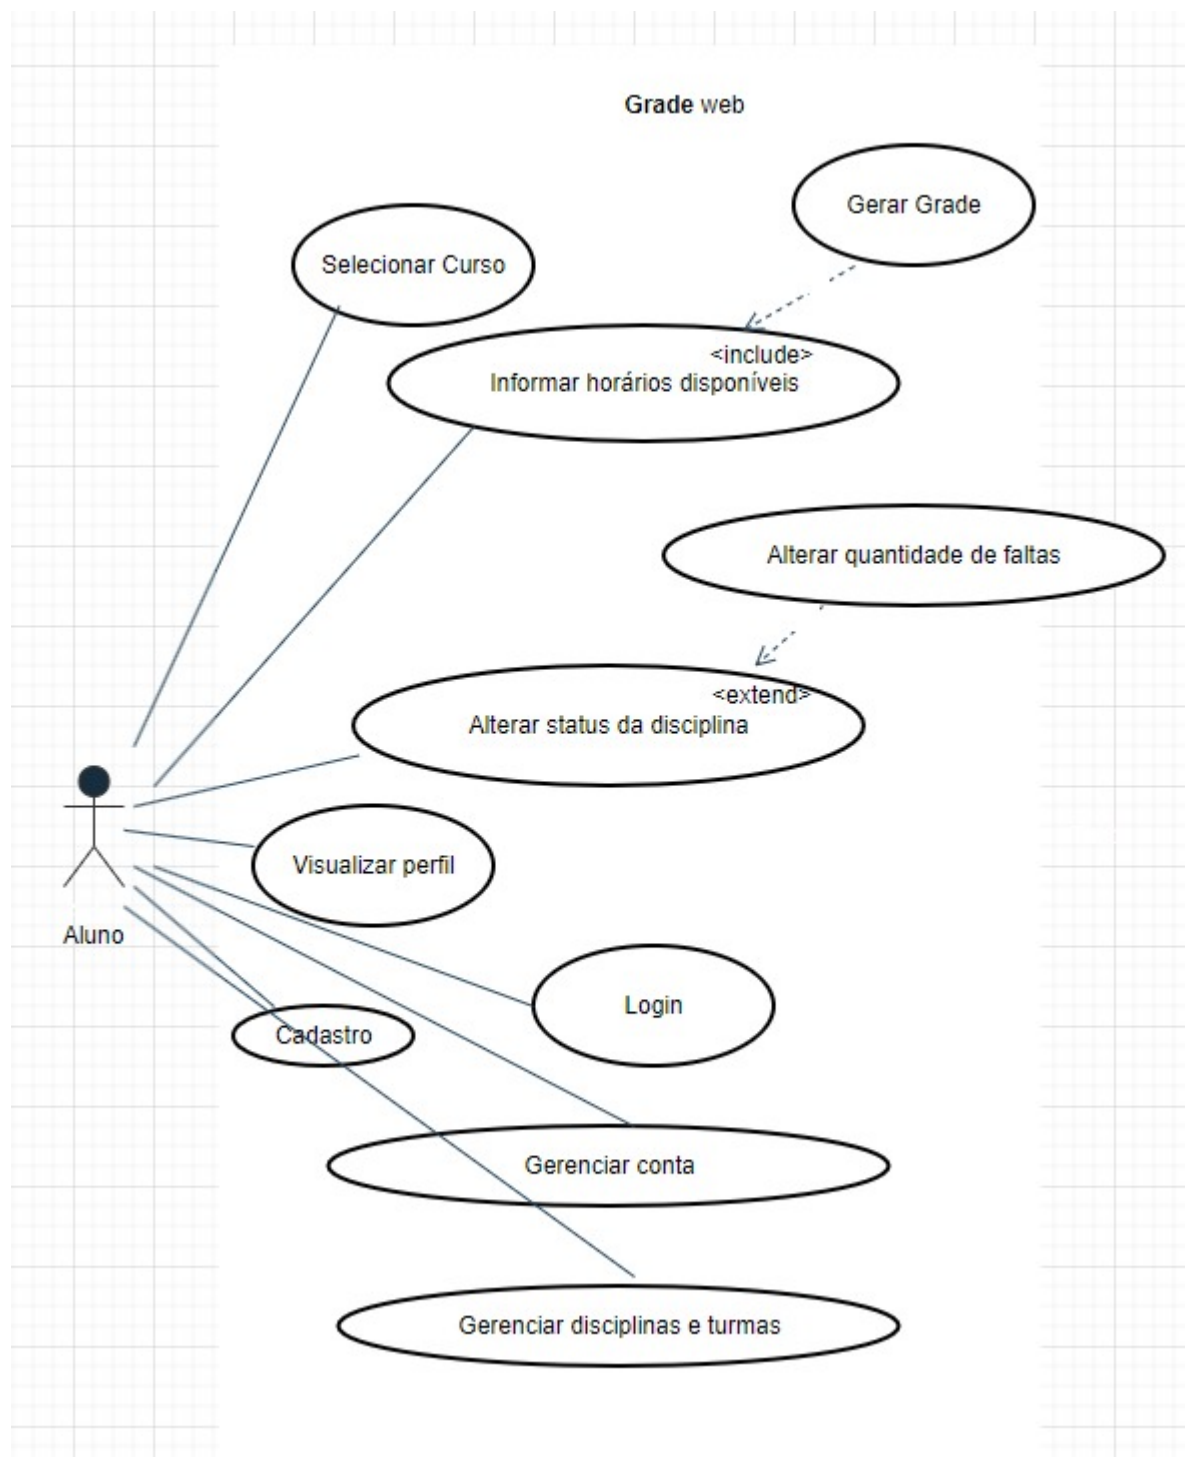 Grade web
Gerar Grade
Selecionar Curso
<include>
Informar horários disponíveis
Alterar quantidade de faltas
<extend>
Alterar status da disciplina
Visualizar perfil
Aluno
Login
Cadastro
Gerenciar conta
Gerenciar disciplinas e turmas